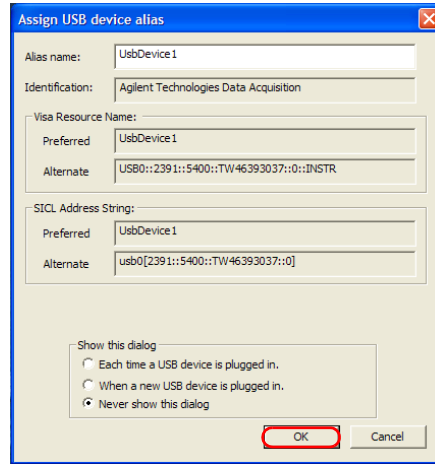 Assign USB device alias
Alias name: UsbDevice1
Identification: Agilent Technologies Data Acquisition
Visa Resource Name:
Preferred UsbDevice1
Alternate USB0::2391::5400::TW46393037::0::INSTR
SICL Address String:
Preferred UsbDevice1
Alternate usb0[2391::5400::TW46393037::0]
Show this dialog
Each time a USB device is plugged in.
When a new USB device is plugged in.
Never show this dialog
OK Cancel